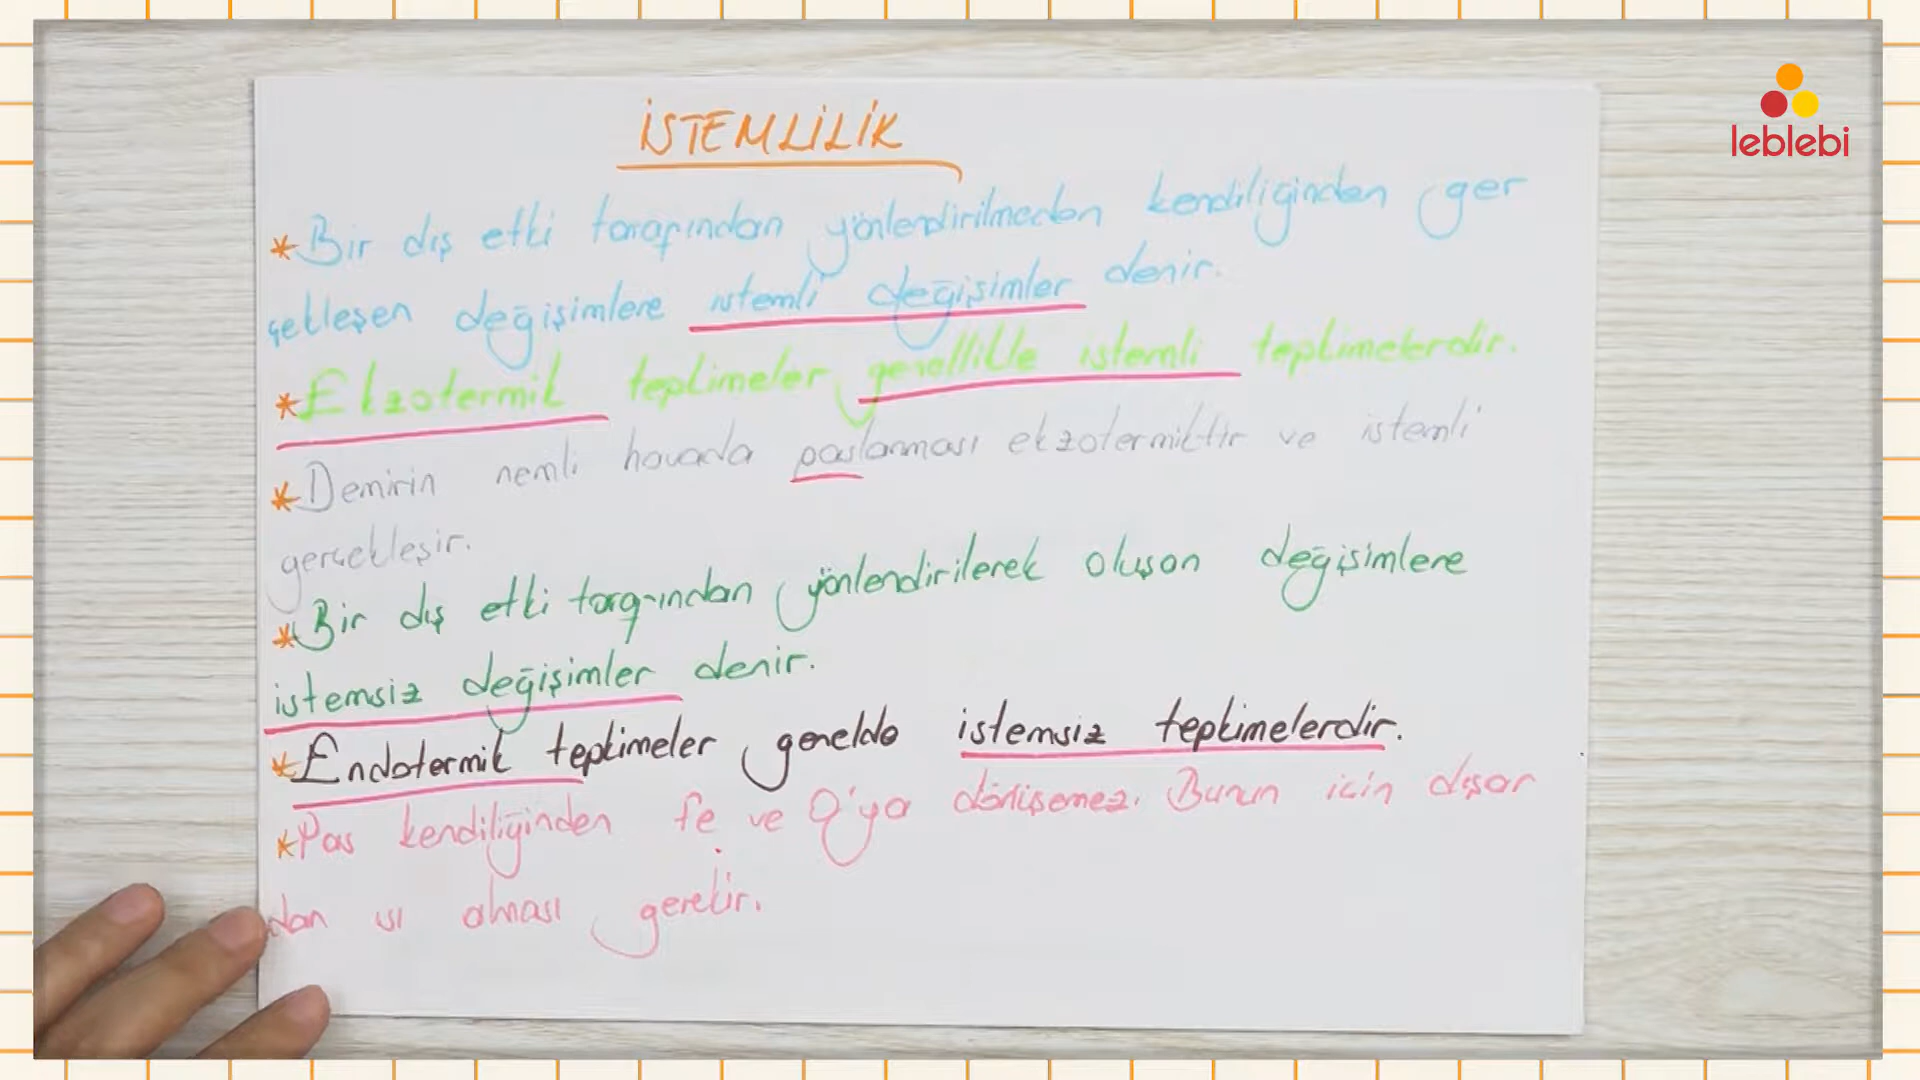 leblebi
İSTEMLİLİK
*Bir dış etki tarafından yönlendirilmeden kendiliğinden ger
çekleşen değişimlere istemli değişimler denir.
*Ekzotermik tepkimeler genellikle istemli tepkimelerdir.
*Demirin nemli havada paslanması ekzotermiktir ve istemli
gerçekleşir.
*Bir dış etki tarafından yönlendirilerek oluşan değişimlere
istemsiz değişimler denir.
*Endotermik tepkimeler genelde istemsiz tepkimelerdir.
*Pas kendiliğinden fe ve O'ya dönüşemez. Bunun için dışar
ıdan ısı alması gerekir.